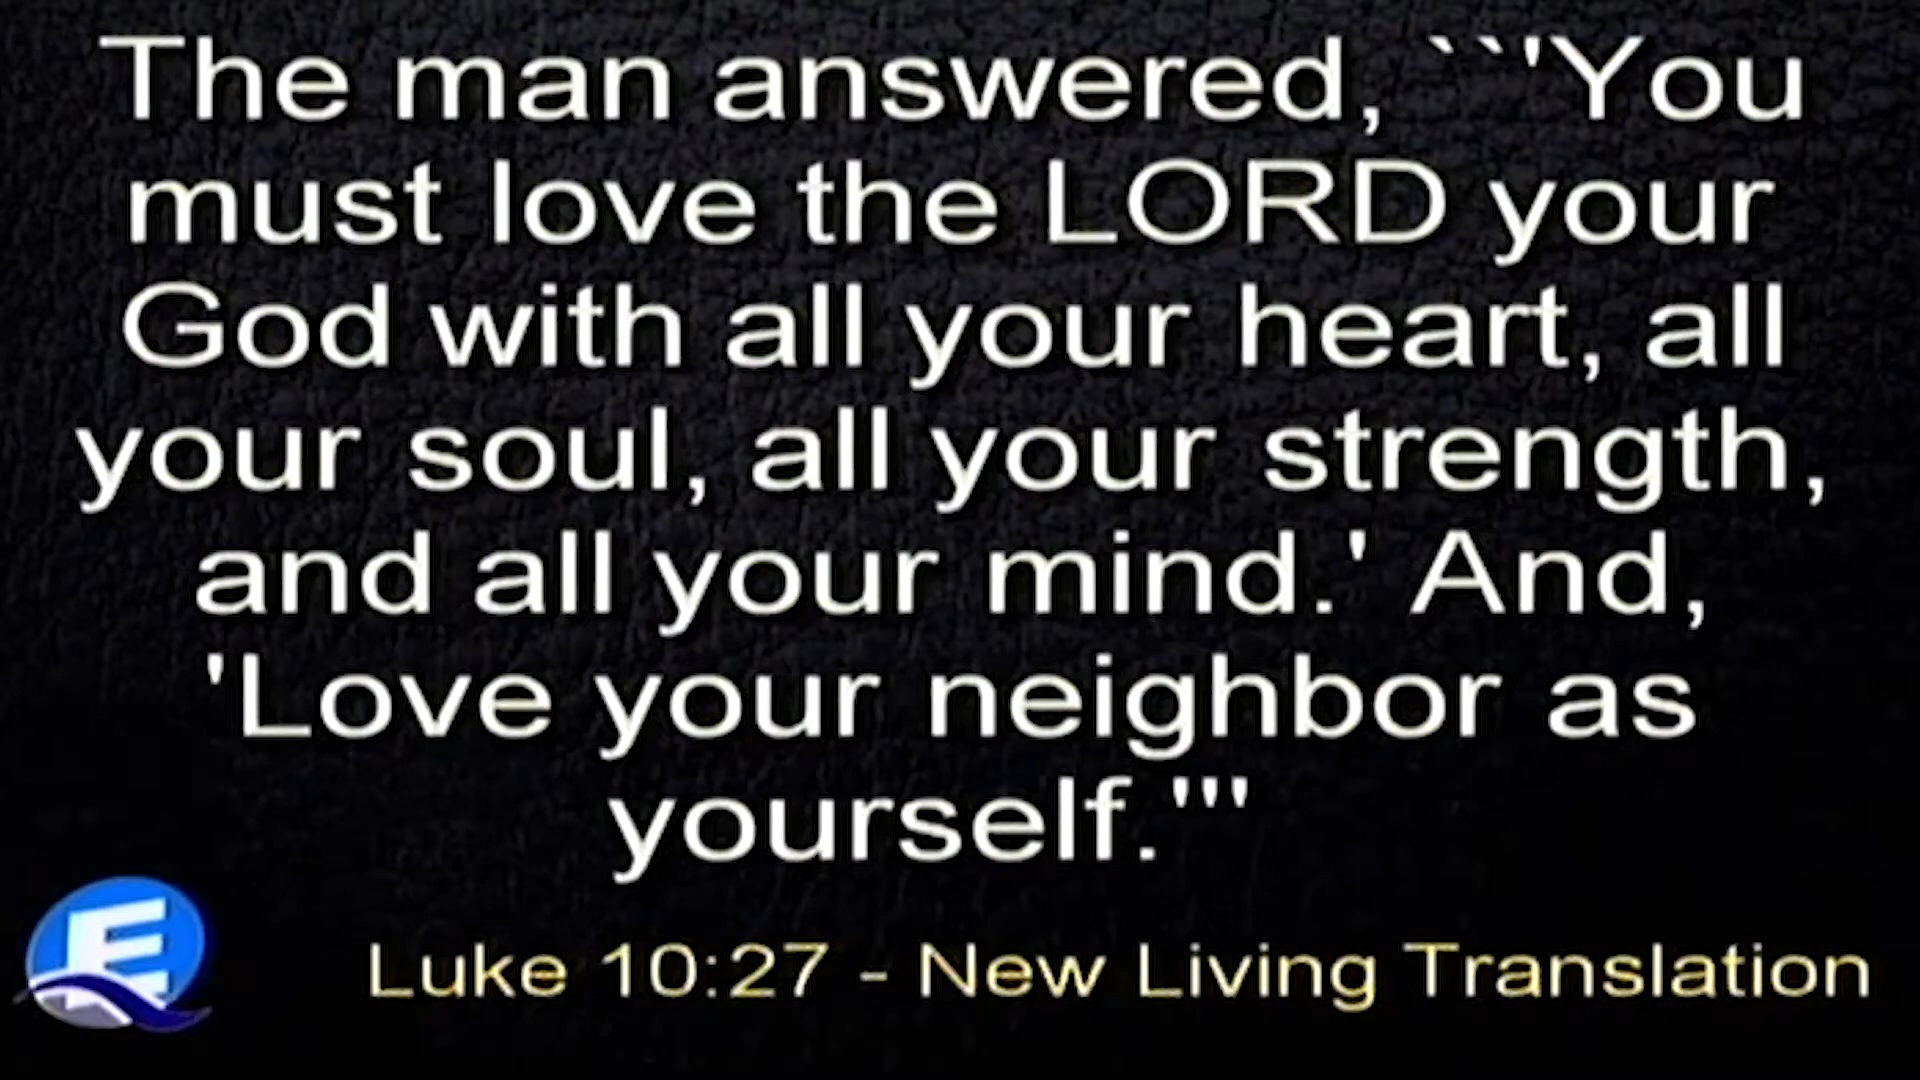 The man answered, ``'You
must love the LORD your
God with all your heart, all
your soul, all your strength,
and all your mind.' And,
'Love your neighbor as
yourself.'''
E
Luke 10:27 - New Living Translation